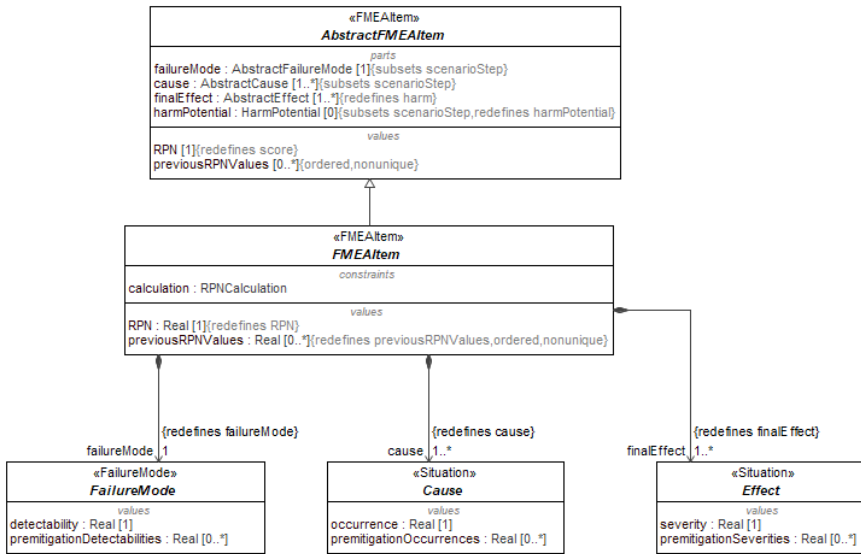 «FMEAItem»
AbstractFMEAItem
parts
failureMode : AbstractFailureMode [1]{subsets scenarioStep}
cause : AbstractCause [1..*]{subsets scenarioStep}
finalEffect : AbstractEffect [1..*]{redefines harm}
harmPotential : HarmPotential [0]{subsets scenarioStep,redefines harmPotential}
values
RPN [1]{redefines score}
previousRPNValues [0..*]{ordered,nonunique}
«FMEAItem»
FMEAItem
constraints
calculation : RPNCalculation
values
RPN : Real [1]{redefines RPN}
previousRPNValues : Real [0..*]{redefines previousRPNValues,ordered,nonunique}
{redefines failureMode}
failureMode 1
{redefines cause}
cause 1..*
{redefines finalEffect}
finalEffect 1..*
«FailureMode»
FailureMode
values
detectability : Real [1]
premitigationDetectabilities : Real [0..*]
«Situation»
Cause
values
occurrence : Real [1]
premitigationOccurrences : Real [0..*]
«Situation»
Effect
values
severity : Real [1]
premitigationSeverities : Real [0..*]